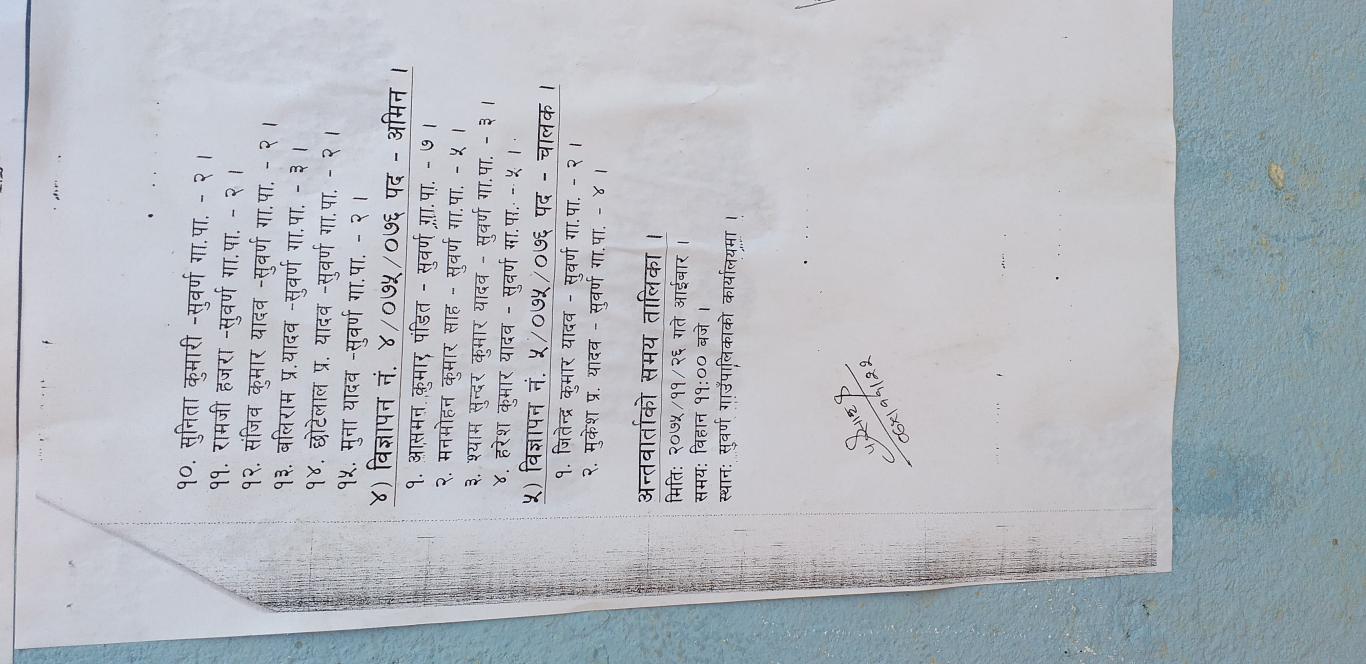 १०. सुनिता कुमारी -सुवर्ण गा.पा. - २ ।
११. रामजी हजरा -सुवर्ण गा.पा. - २ ।
१२. सजिव कुमार यादव -सुवर्ण गा.पा. - २ ।
१३. बलिराम प्र.यादव -सुवर्ण गा.पा. - ३ ।
१४. छोटेलाल प्र. यादव -सुवर्ण गा.पा. - २ ।
१५. मुना यादव -सुवर्ण गा.पा. - २ ।
४) विज्ञापन नं. ४/०७५/०७६ पद - अमिन ।
१. आसमन कुमार पंडित - सुवर्ण गा.पा. - ७ ।
२. मनमोहन कुमार साह - सुवर्ण गा.पा. - ५ ।
३. श्याम सुन्दर कुमार यादव - सुवर्ण गा.पा. - ३ ।
४. हरेश कुमार यादव - सुवर्ण गा.पा. - ५ ।
५) विज्ञापन नं. ५/०७५/०७६ पद - चालक ।
१. जितेन्द्र कुमार यादव - सुवर्ण गा.पा. - २ ।
२. मुकेश प्र. यादव - सुवर्ण गा.पा. - ४ ।
अन्तवार्ताको समय तालिका ।
मिति: २०७५/११/२६ गते आईबार ।
समय: विहान ११:०० बजे ।
स्थान: सुवर्ण गाउँपालिकाको कार्यालयमा ।